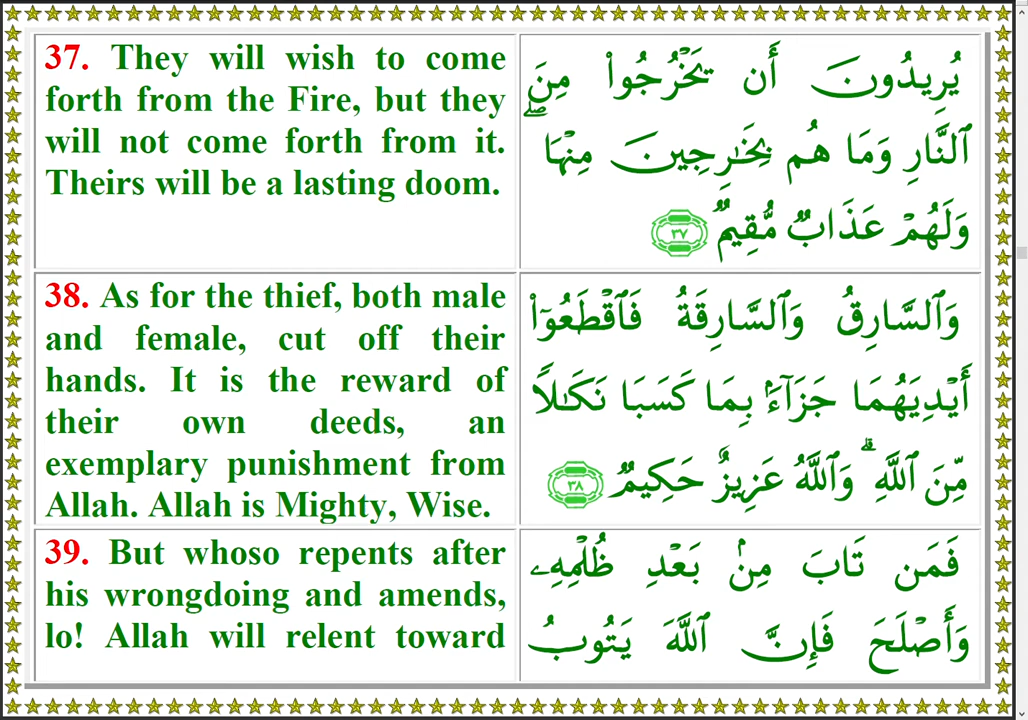 37. They will wish to come
forth from the Fire, but they
will not come forth from it.
Theirs will be a lasting doom.
يُرِيدُونَ أَن يَخْرُجُوا۟ مِنَ
ٱلنَّارِ وَمَا هُم بِخَـٰرِجِينَ مِنْهَا ۖ
وَلَهُمْ عَذَابٌ مُّقِيمٌ ٣٧
38. As for the thief, both male
and female, cut off their
hands. It is the reward of
their own deeds, an
exemplary punishment from
Allah. Allah is Mighty, Wise.
وَٱلسَّارِقُ وَٱلسَّارِقَةُ فَٱقْطَعُوٓا۟
أَيْدِيَهُمَا جَزَآءًۢ بِمَا كَسَبَا نَكَـٰلًا
مِّنَ ٱللَّهِ ۗ وَٱللَّهُ عَزِيزٌ حَكِيمٌ ٣٨
39. But whoso repents after
his wrongdoing and amends,
lo! Allah will relent toward
فَمَن تَابَ مِنۢ بَعْدِ ظُلْمِهِۦ
وَأَصْلَحَ فَإِنَّ ٱللَّهَ يَتُوبُ